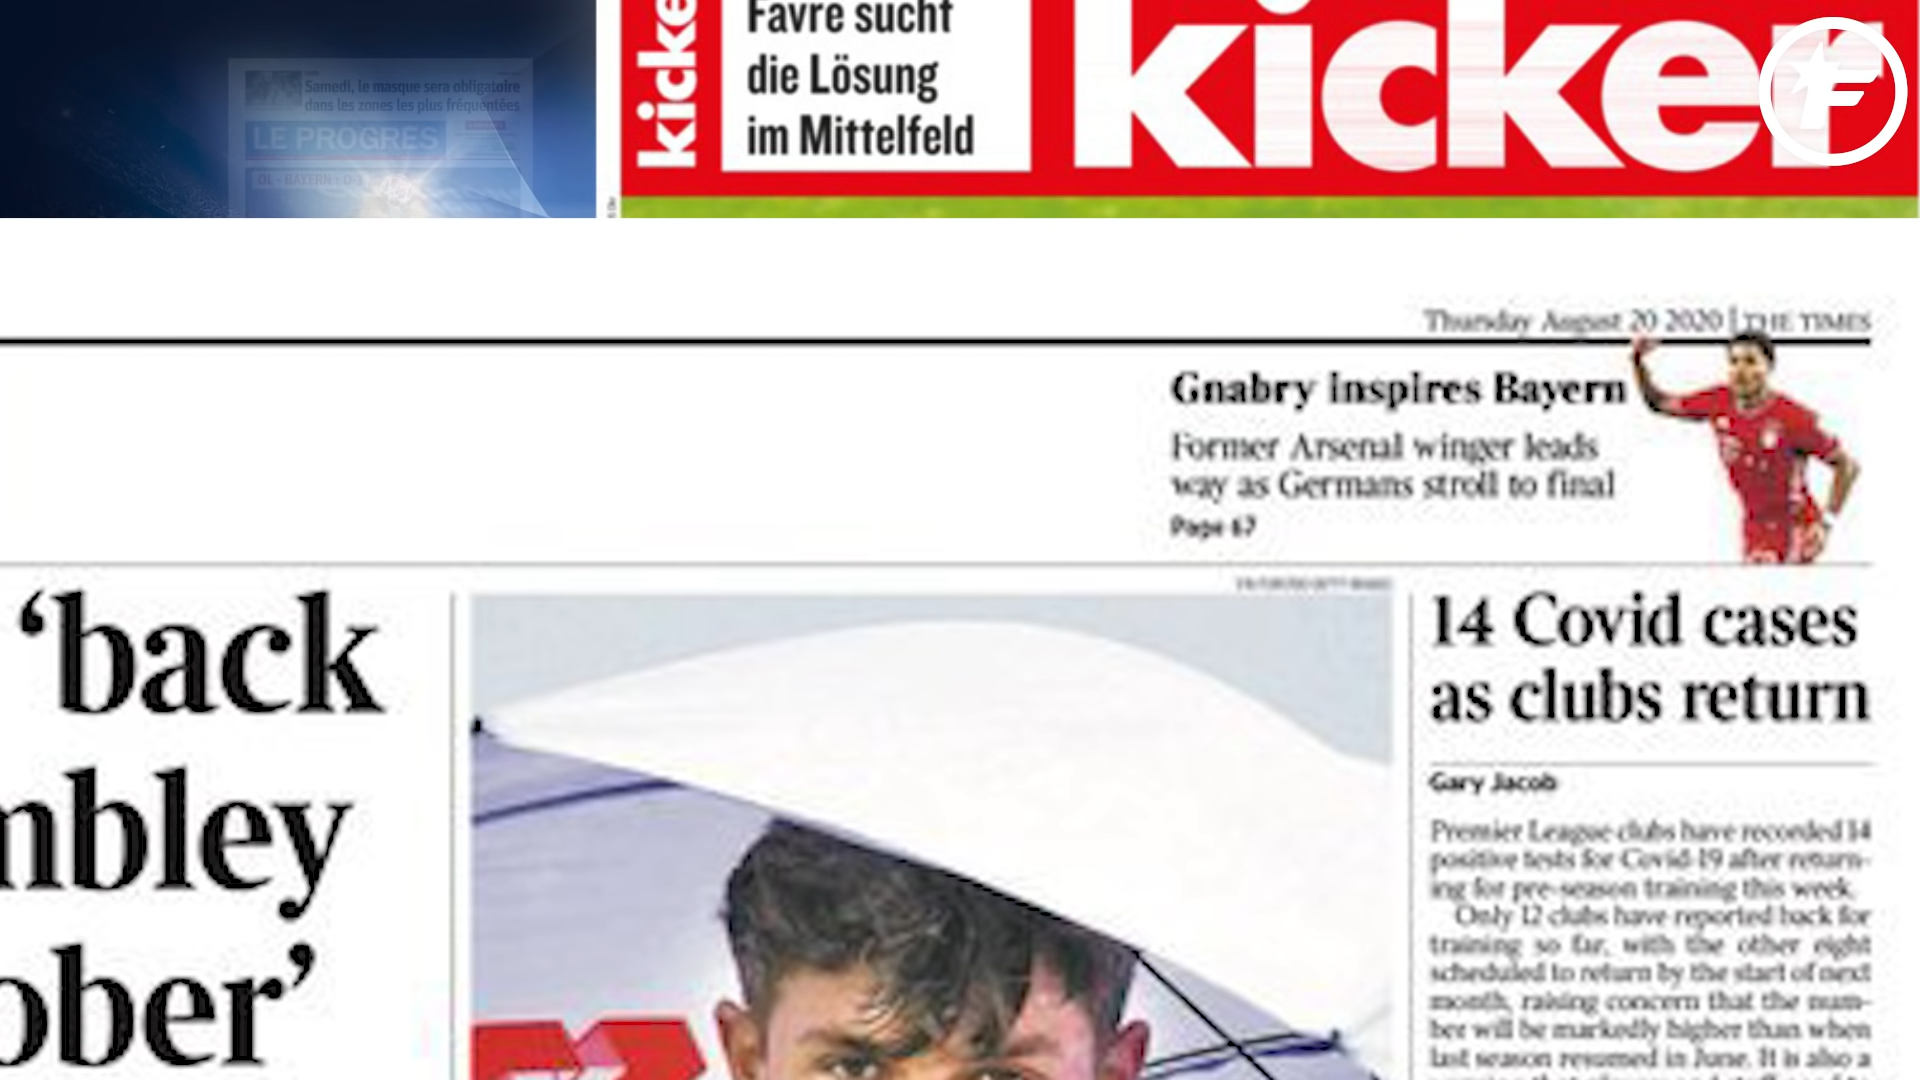 Samedi, le masque sera obligatoire
dans les zones les plus fréquentées
LE PROGRES
OL - BAYERN : 0-3
kicke
Favre sucht
die Lösung
im Mittelfeld
kicker
F
Thursday August 20 2020 | THE TIMES
Gnabry inspires Bayern
Former Arsenal winger leads
way as Germans stroll to final
Page 67
‘back
mbley
ober’
14 Covid cases
as clubs return
Gary Jacob
Premier League clubs have recorded 14
positive tests for Covid-19 after return-
ing for pre-season training this week.
Only 12 clubs have reported back for
training so far, with the other eight
scheduled to return by the start of next
month, raising concern that the num-
ber will be markedly higher than when
last season resumed in June. It is also a